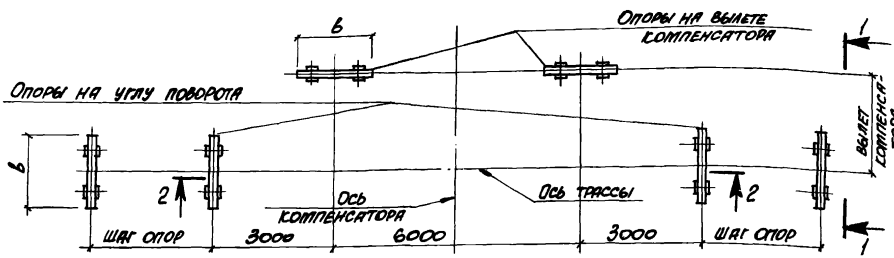 в
Опоры на вылете
компенсатора
1
Опоры на углу поворота
вылет
компенса-
тора
в
2
2
Ось
компенсатора
Ось трассы
шаг опор
3000
6000
3000
шаг опор
1